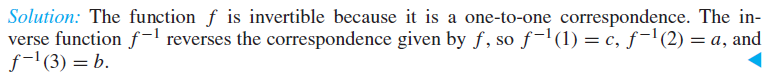 Solution: The function f is invertible because it is a one-to-one correspondence. The in-
verse function f⁻¹ reverses the correspondence given by f, so f⁻¹(1) = c, f⁻¹(2) = a, and
f⁻¹(3) = b.